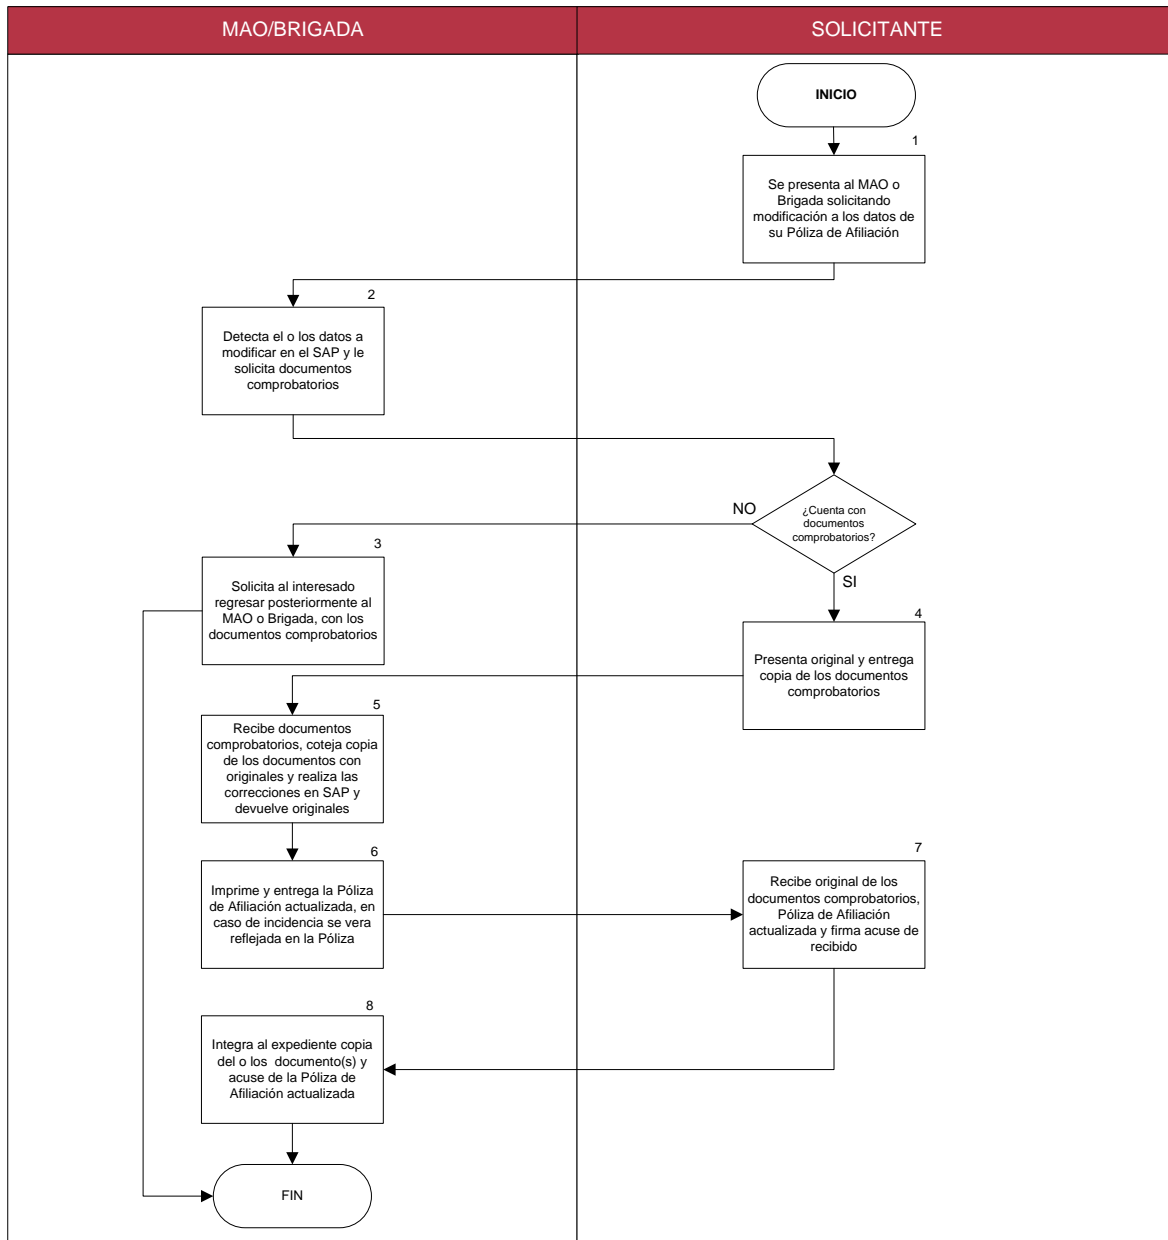 MAO/BRIGADA
SOLICITANTE
INICIO
1
Se presenta al MAO o
Brigada solicitando
modificación a los datos de
su Póliza de Afiliación
2
Detecta el o los datos a
modificar en el SAP y le
solicita documentos
comprobatorios
¿Cuenta con
documentos
comprobatorios?
NO
SI
3
Solicita al interesado
regresar posteriormente al
MAO o Brigada, con los
documentos comprobatorios
4
Presenta original y entrega
copia de los documentos
comprobatorios
5
Recibe documentos
comprobatorios, coteja copia
de los documentos con
originales y realiza las
correcciones en SAP y
devuelve originales
6
Imprime y entrega la Póliza
de Afiliación actualizada, en
caso de incidencia se vera
reflejada en la Póliza
7
Recibe original de los
documentos comprobatorios,
Póliza de Afiliación
actualizada y firma acuse de
recibido
8
Integra al expediente copia
del o los documento(s) y
acuse de la Póliza de
Afiliación actualizada
FIN